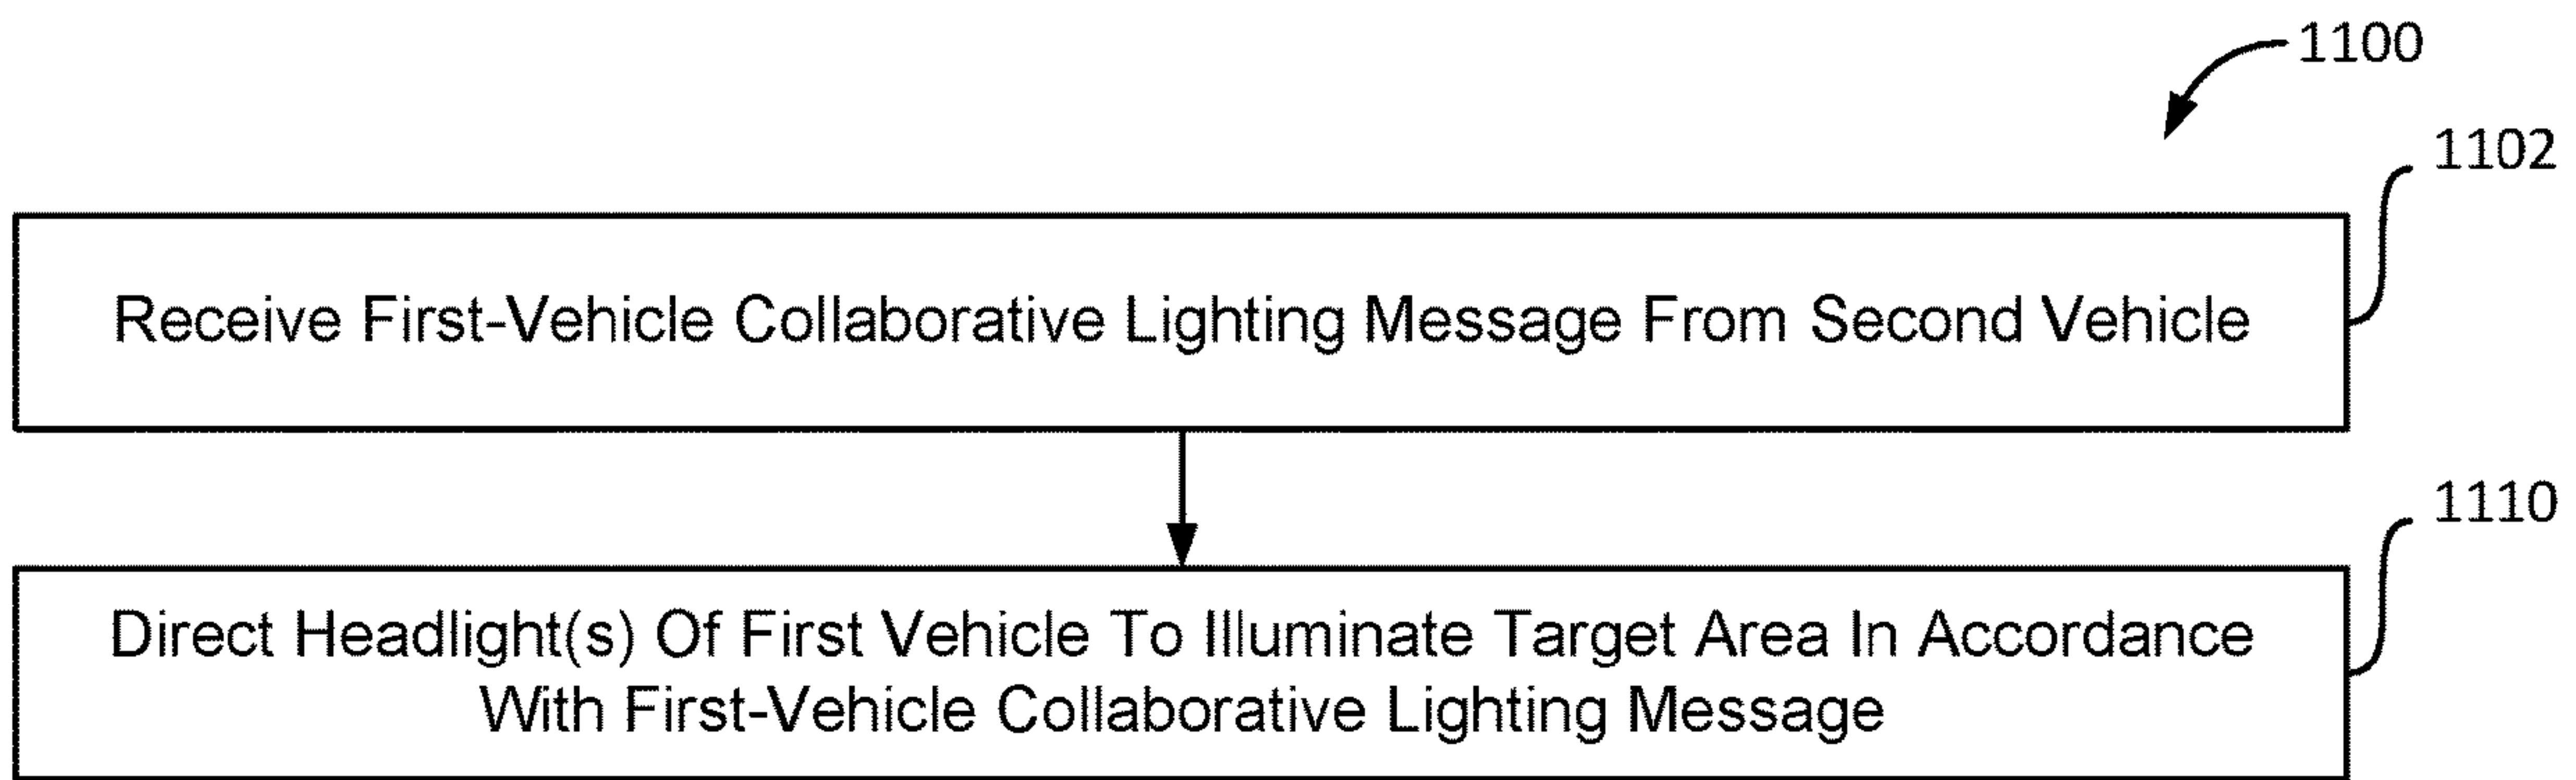 1100
1102
Receive First-Vehicle Collaborative Lighting Message From Second Vehicle
1110
Direct Headlight(s) Of First Vehicle To Illuminate Target Area In Accordance
With First-Vehicle Collaborative Lighting Message